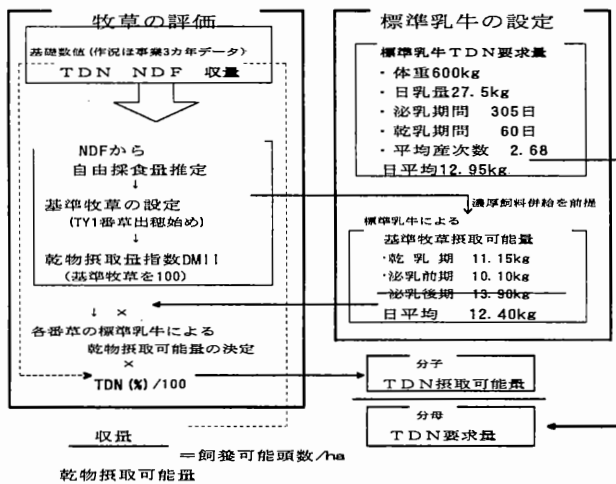 牧草の評価
基礎数値(作況ほ事業3カ年データ)
TDN NDF 収量
NDFから
自由採食量推定
↓
基準牧草の設定
(TY1番草出穂始め)
↓
乾物摂取量指数DMII
(基準牧草を100)
↓ ×
各番草の標準乳牛による
乾物摂取可能量の決定
×
TDN(%)/100
収量
乾物摂取可能量
=飼養可能頭数/ha
標準乳牛の設定
標準乳牛TDN要求量
・体重600kg
・日乳量27.5kg
・泌乳期間 305日
・乾乳期間 60日
・平均産次数 2.68
日平均12.95kg
濃厚飼料併給を前提
標準乳牛による
基準牧草摂取可能量
・乾乳期 11.15kg
・泌乳前期 10.10kg
・泌乳後期 13.90kg
日平均 12.40kg
分子
TDN摂取可能量
分母
TDN要求量